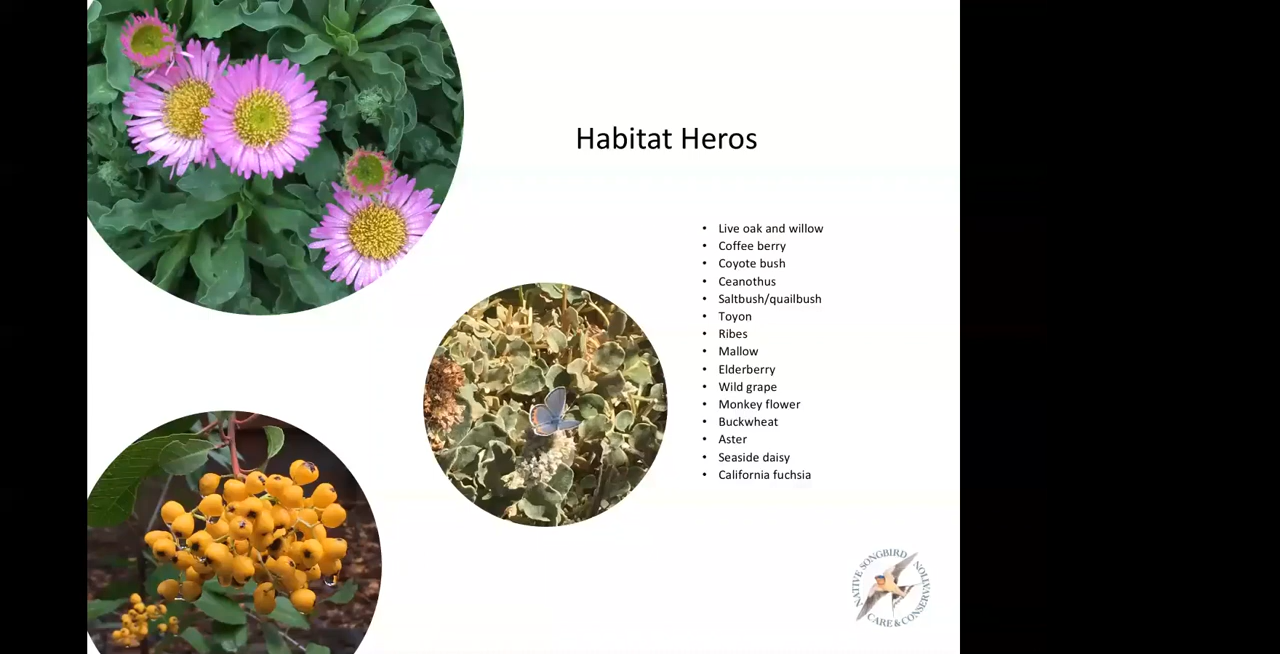 Habitat Heros
• Live oak and willow
• Coffee berry
• Coyote bush
• Ceanothus
• Saltbush/quailbush
• Toyon
• Ribes
• Mallow
• Elderberry
• Wild grape
• Monkey flower
• Buckwheat
• Aster
• Seaside daisy
• California fuchsia
NATIVE SONGBIRD
CARE & CONSERVATION